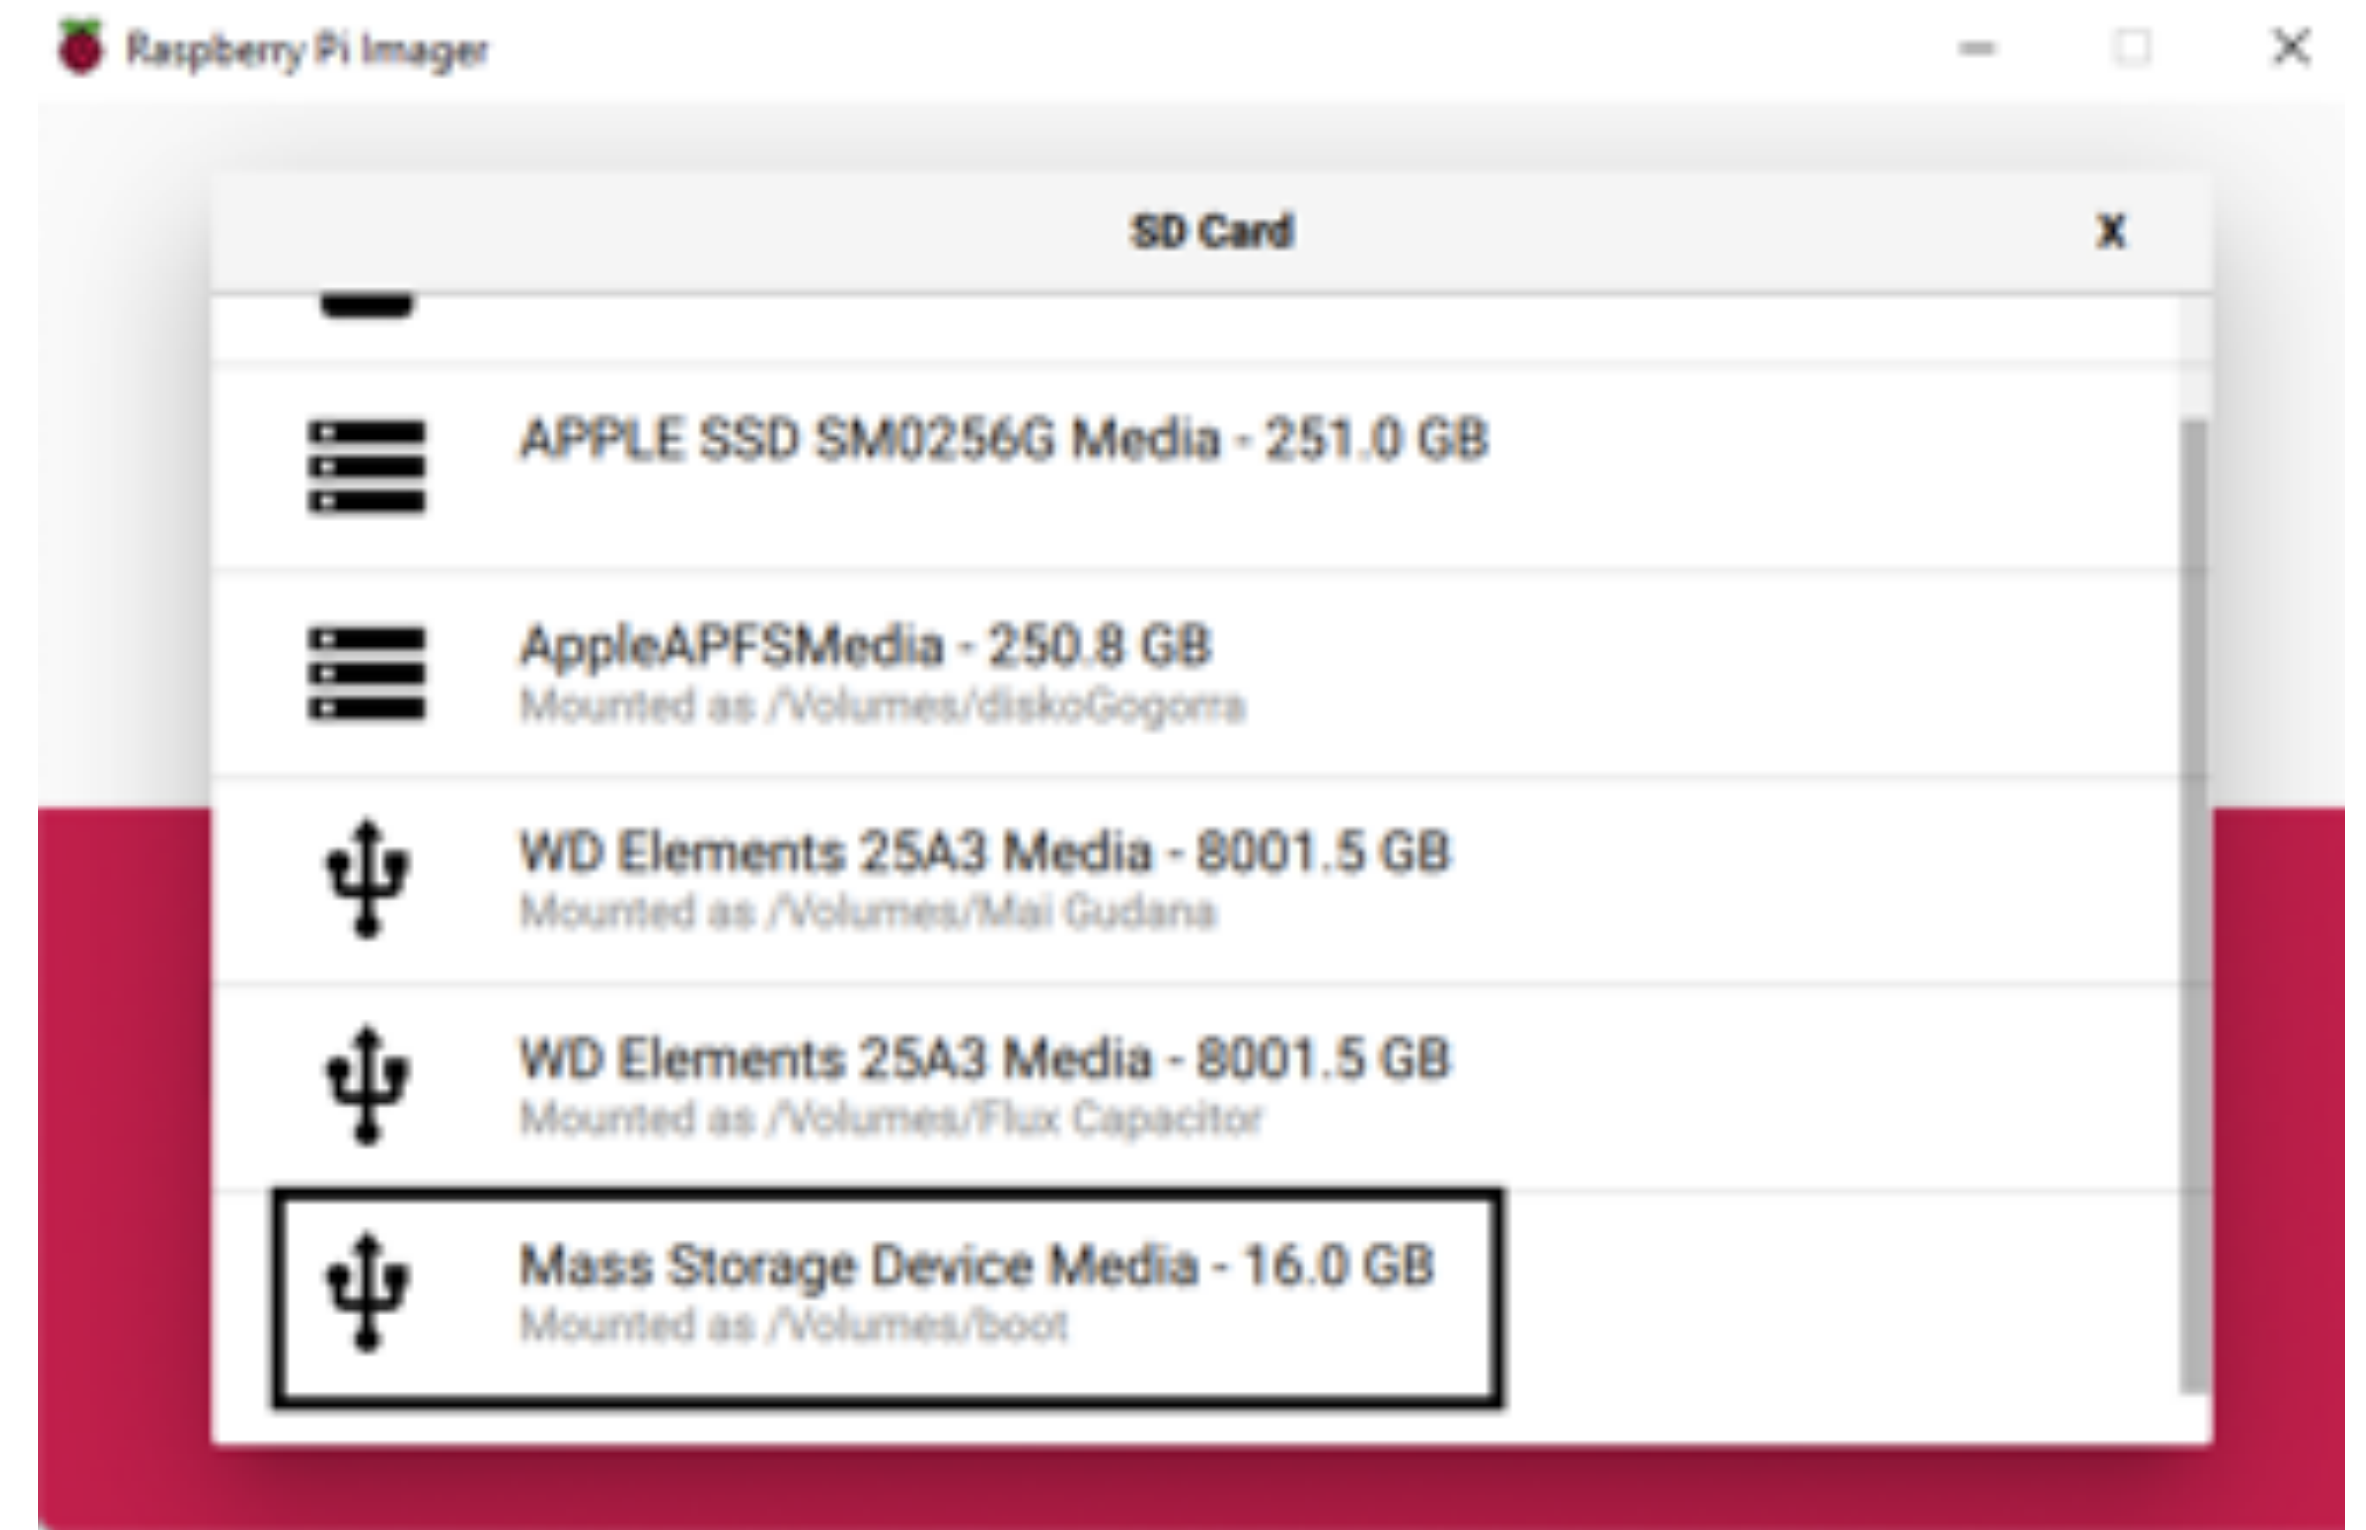 Raspberry Pi Imager
SD Card X
APPLE SSD SM0256G Media - 251.0 GB
AppleAPFSMedia - 250.8 GB
Mounted as /Volumes/diskoGogorra
WD Elements 25A3 Media - 8001.5 GB
Mounted as /Volumes/Mai Gudana
WD Elements 25A3 Media - 8001.5 GB
Mounted as /Volumes/Flux Capacitor
Mass Storage Device Media - 16.0 GB
Mounted as /Volumes/boot